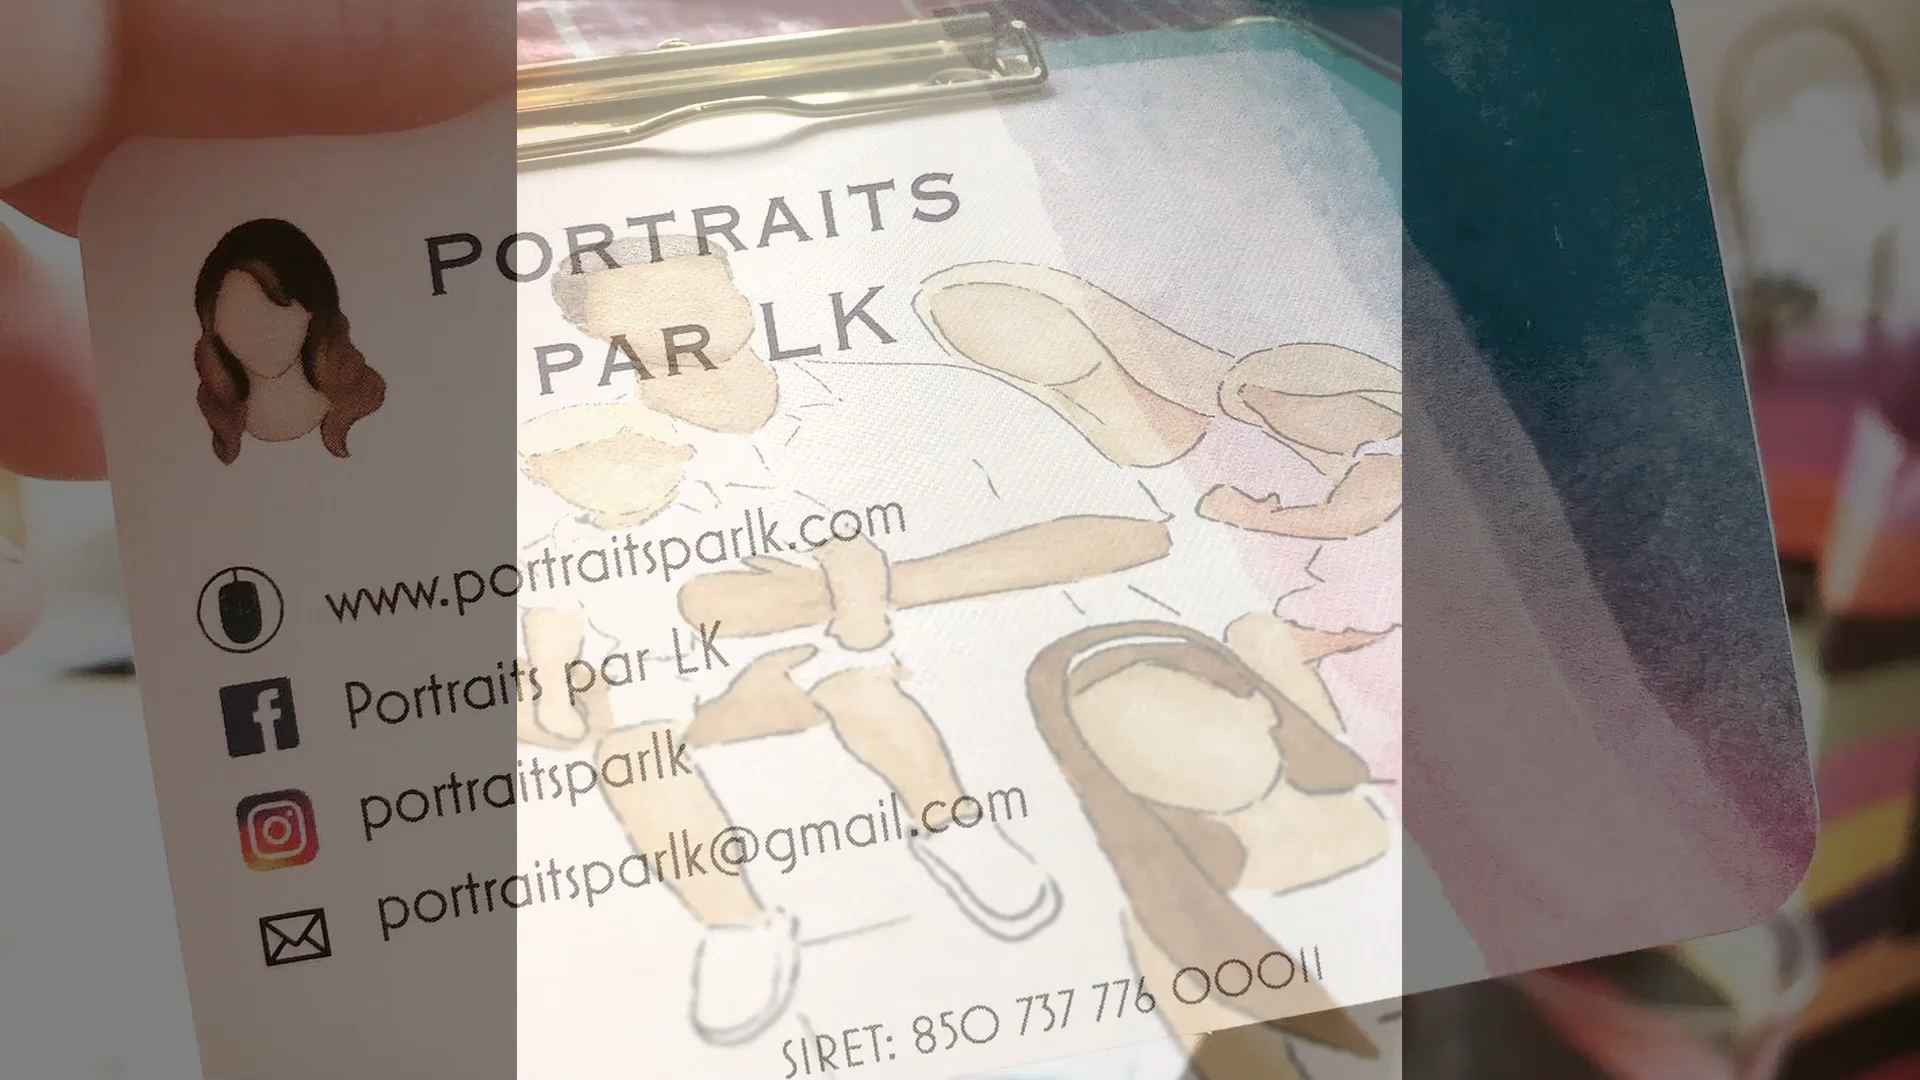 PORTRAITS
PAR LK
www.portraitsparlk.com
Portraits par LK
portraitsparlk
portraitsparlk@gmail.com
SIRET: 850 737 776 00011